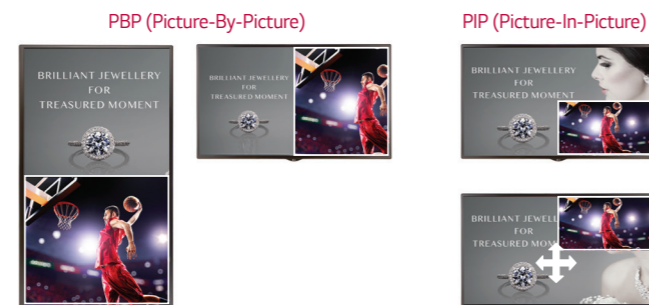 PBP (Picture-By-Picture)
PIP (Picture-In-Picture)
BRILLIANT JEWELLERY
FOR
TREASURED MOMENT
BRILLIANT JEWELLERY
FOR
TREASURED MOMENT
BRILLIANT JEWELLERY
FOR
TREASURED MOMENT
BRILLIANT JEWELL
FOR
TREASURED MOM